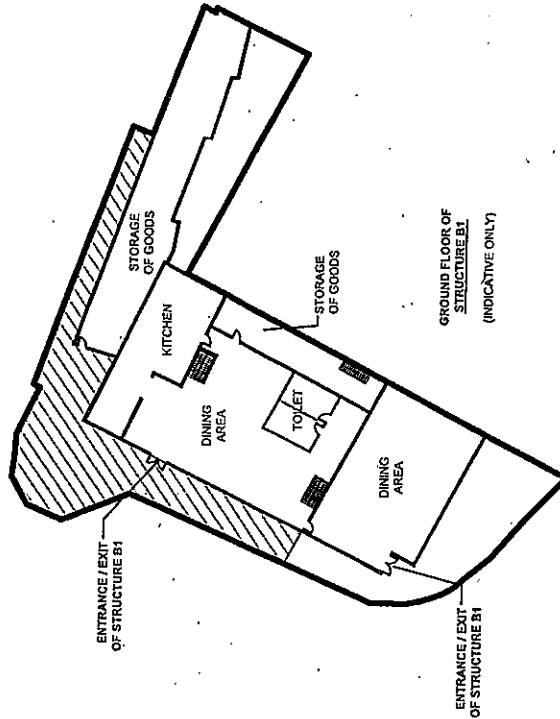 STORAGE
OF GOODS
KITCHEN
STORAGE
OF GOODS
DINING
AREA
TOILET
DINING
AREA
ENTRANCE / EXIT
OF STRUCTURE B1
ENTRANCE / EXIT
OF STRUCTURE B1
GROUND FLOOR OF
STRUCTURE B1
(INDICATIVE ONLY)